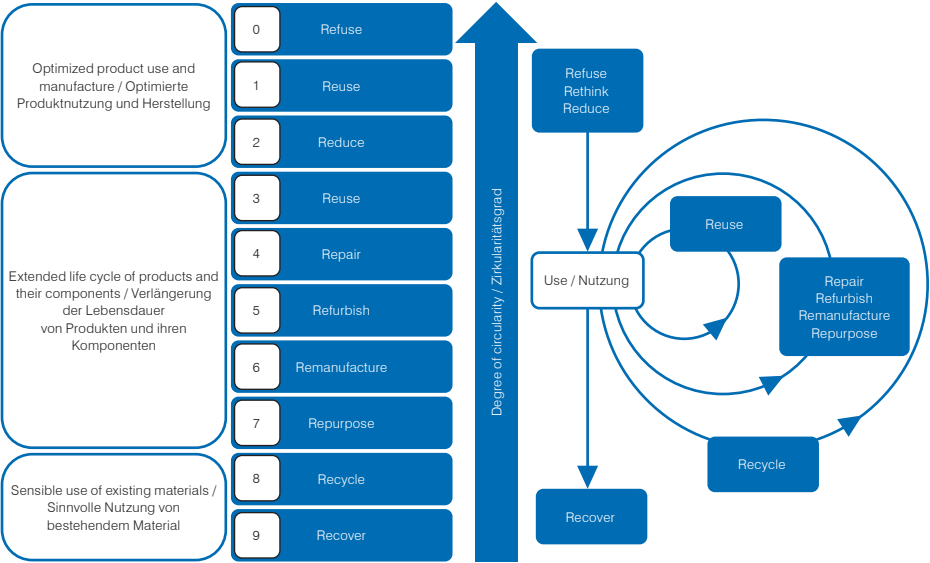 Optimized product use and
manufacture / Optimierte
Produktnutzung und Herstellung
0 Refuse
1 Reuse
2 Reduce
Extended life cycle of products and
their components / Verlängerung
der Lebensdauer
von Produkten und ihren
Komponenten
3 Reuse
4 Repair
5 Refurbish
6 Remanufacture
7 Repurpose
Sensible use of existing materials /
Sinnvolle Nutzung von
bestehendem Material
8 Recycle
9 Recover
Degree of circularity / Zirkularitätsgrad
Refuse
Rethink
Reduce
Reuse
Use / Nutzung
Repair
Refurbish
Remanufacture
Repurpose
Recycle
Recover